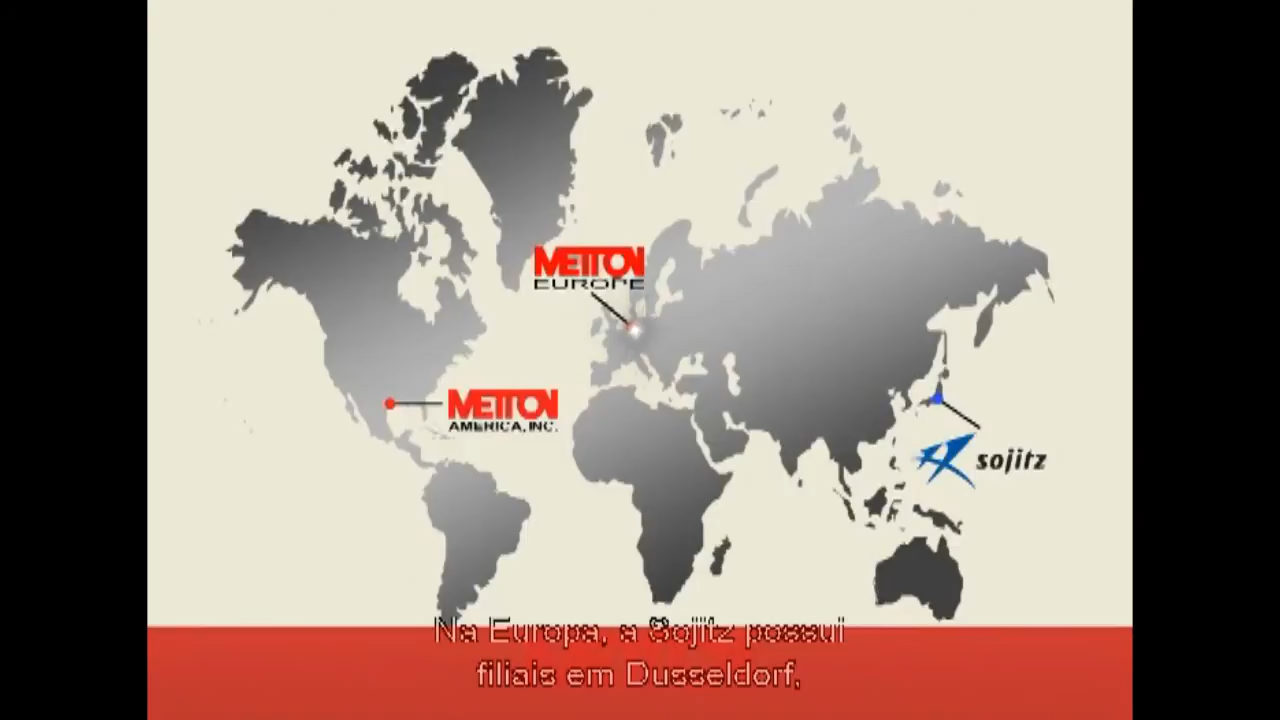 METTON
EUROPE
METTON
AMERICA, INC.
sojitz
Na Europa, a Sojitz possui
filiais em Dusseldorf,